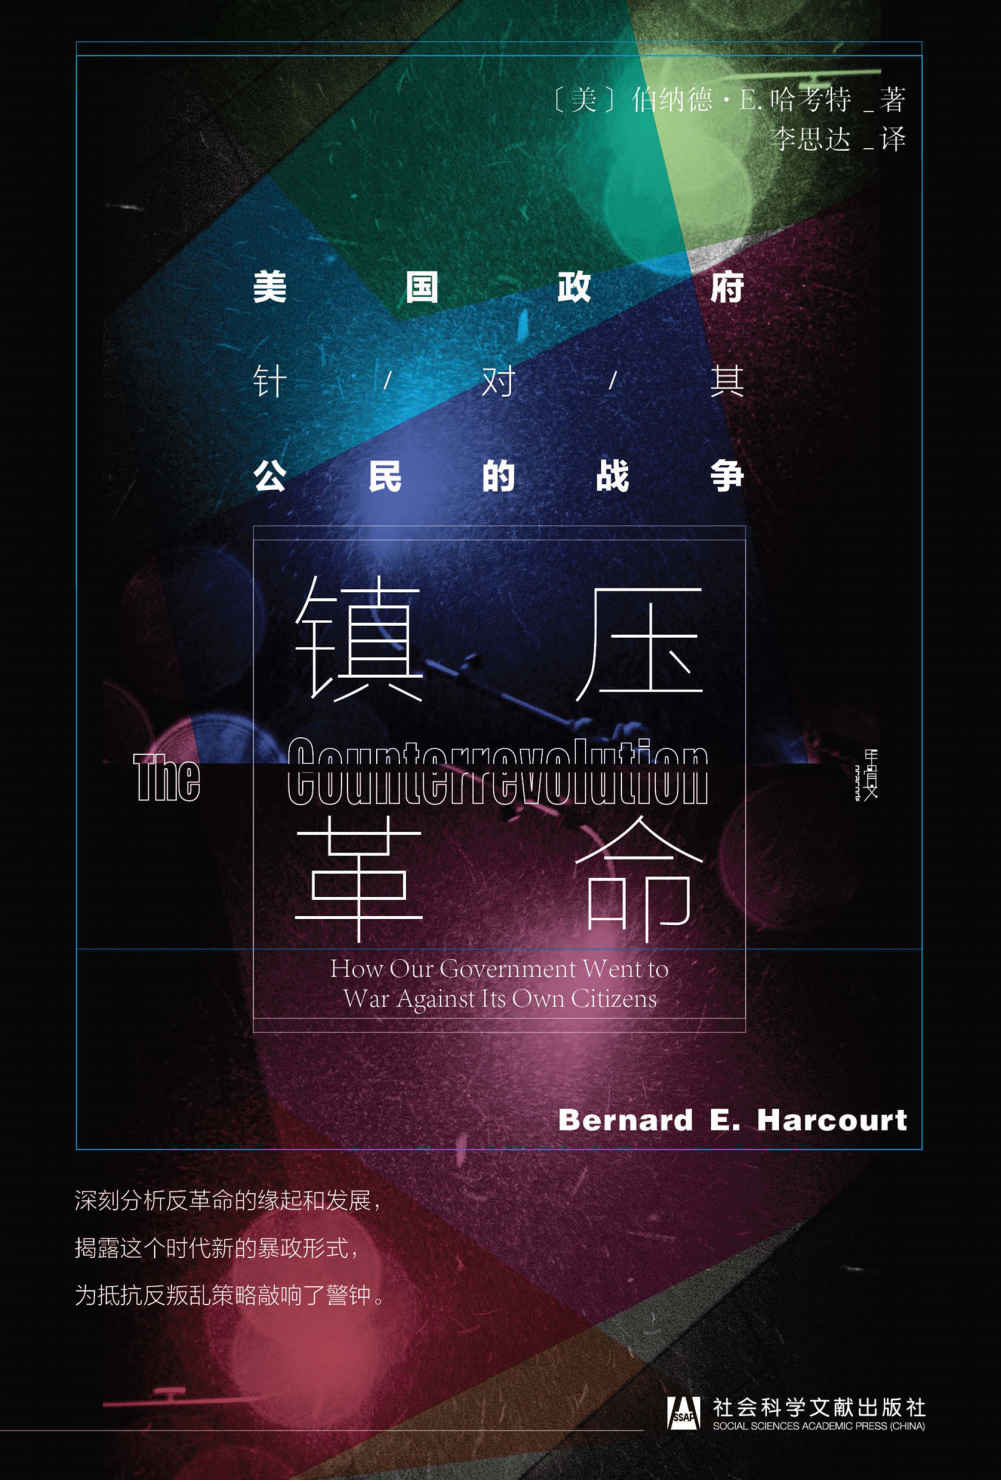 〔美〕伯纳德·E.哈考特 _著
李思达 _译
美国政府
针/对/其
公民的战争
镇压
The Counterrevolution
革命
How Our Government Went to
War Against Its Own Citizens
Bernard E. Harcourt
深刻分析反革命的缘起和发展，
揭露这个时代新的暴政形式，
为抵抗反叛乱策略敲响了警钟。
SSAP 社会科学文献出版社
SOCIAL SCIENCES ACADEMIC PRESS (CHINA)